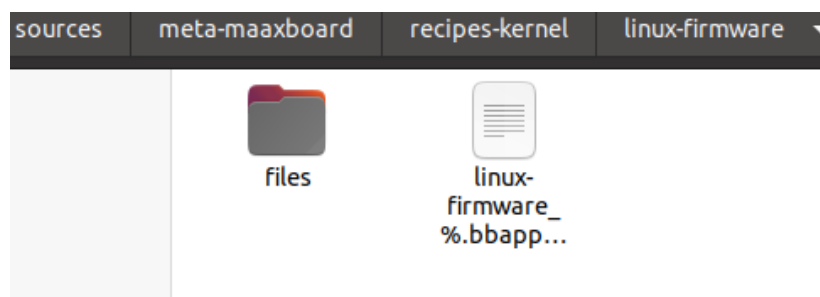 sources meta-maaxboard recipes-kernel linux-firmware
files
linux-
firmware_
%.bbapp...